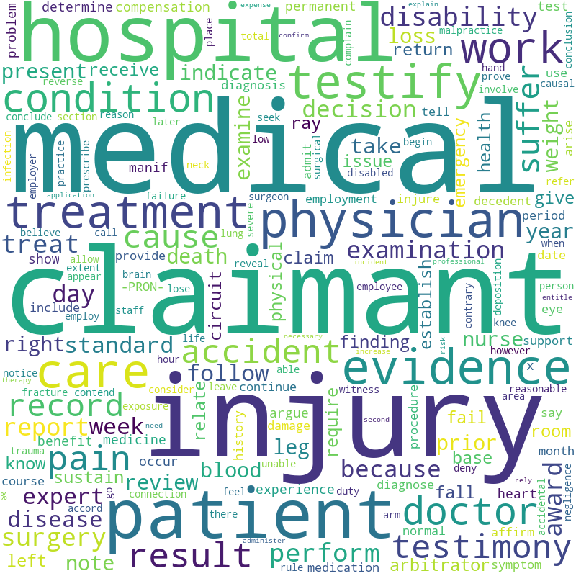 problem determine compensation permanent
place
total expense confirm explain complain malpractice
test conclusion
hospital
disability
loss
return
work
hand prove
use involve causal
present receive indicate
reverse
diagnosis
testify
condition
conclude section
reason
later
examine
seek
low
ray
decision
tell
begin
admit
surgical
disabled
take
issue
emergency
health
suffer
weight
arise
refer
medical
infection
employer
practice
prescribe
application
neck
manif
treatment
failure
surgeon
severe
physician
employment
injure
decedent
period
give
year
believe call
lung
treat
cause
death
examination
when
date
show allow
extent
appear
provide
brain
-PRON-
lose
reveal
claim
incident professional
employee
deposition
person
entitle
claimant
day
include
employ
staff
physical
circuit
establish
contrary
knee
eye
right
standard
life
hour
necessary
increase
accident
able
finding
risk
nurse
support
however
x
notice
therapy
care
need
consider
follow
leave
continue
witness
second
evidence
reasonable
area
record
fracture contend
exposure
relate
argue
damage
history
require
procedure
fail
say
report
week
benefit medicine
injury
prior
room
pain
know
trauma
occur
unable
leg
because
base
deny
rely
month
course
sustain
blood
diagnose
fall
heart
%
connection
go
review
experience duty
expert
accord
feel
there
arm
patient
doctor
accidental
negligence
award
disease
surgery
administer
normal
affirm
testimony
left
note
result
perform
rule medication
arbitrator
symptom